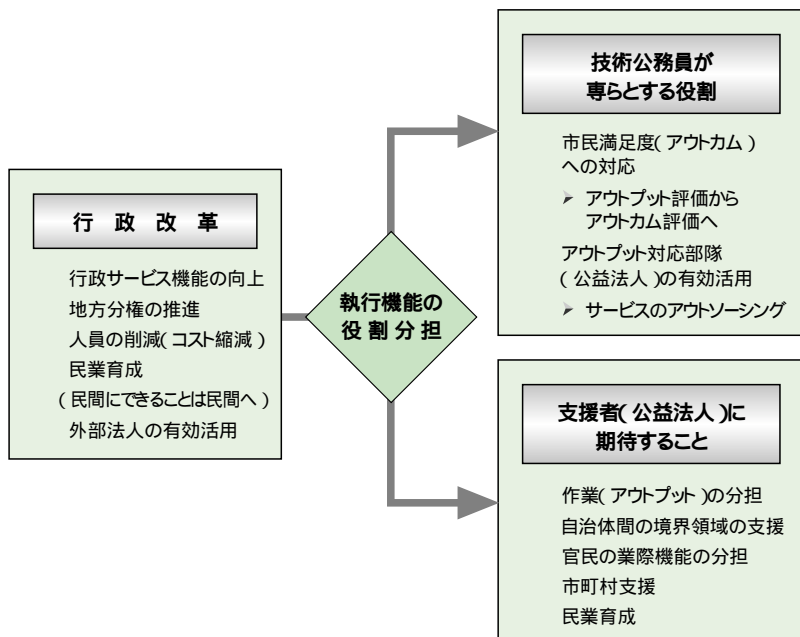 行政改革
行政サービス機能の向上
地方分権の推進
人員の削減(コスト縮減)
民業育成
(民間にできることは民間へ)
外部法人の有効活用
執行機能の
役割分担
技術公務員が
専らとする役割
市民満足度(アウトカム)
への対応
➢ アウトプット評価から
アウトカム評価へ
アウトプット対応部隊
(公益法人)の有効活用
➢ サービスのアウトソーシング
支援者(公益法人)に
期待すること
作業(アウトプット)の分担
自治体間の境界領域の支援
官民の業際機能の分担
市町村支援
民業育成